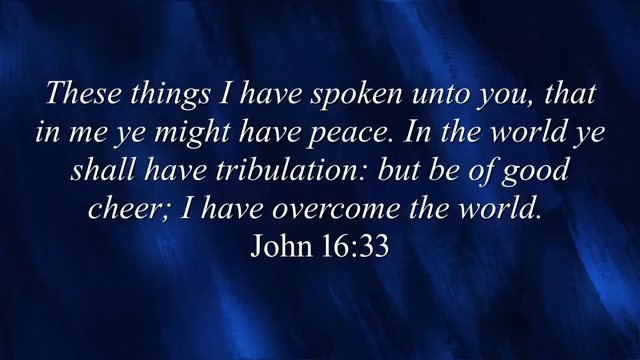 These things I have spoken unto you, that
in me ye might have peace. In the world ye
shall have tribulation: but be of good
cheer; I have overcome the world.
John 16:33